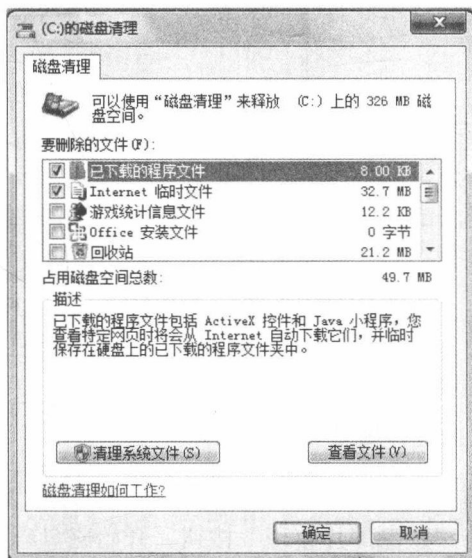 (C:)的磁盘清理
磁盘清理
可以使用“磁盘清理”来释放 (C:) 上的 326 MB 磁
盘空间。
要删除的文件(F):
已下载的程序文件 8.00 KB
Internet 临时文件 32.7 MB
游戏统计信息文件 12.2 KB
Office 安装文件 0 字节
回收站 21.2 MB
占用磁盘空间总数: 49.7 MB
描述
已下载的程序文件包括 ActiveX 控件和 Java 小程序，您
查看特定网页时将会从 Internet 自动下载它们，并临时
保存在硬盘上的已下载的程序文件夹中。
清理系统文件(S)
查看文件(V)
磁盘清理如何工作?
确定
取消